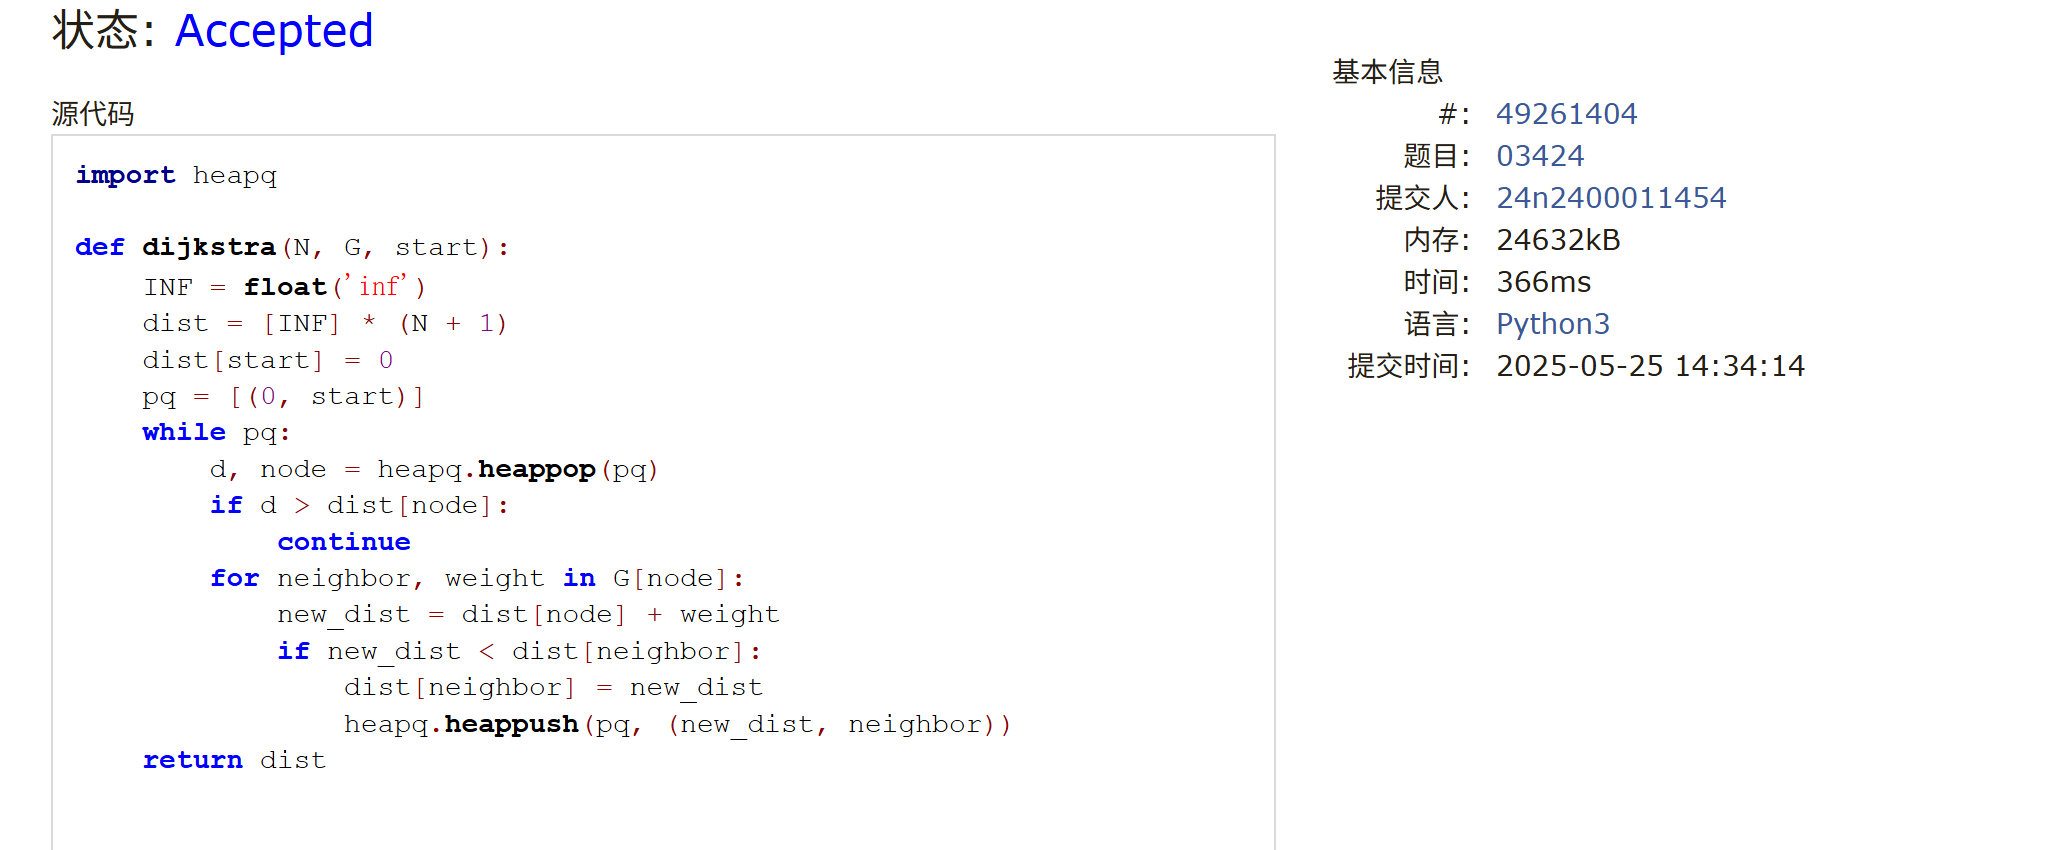 状态: Accepted
源代码
import heapq
def dijkstra(N, G, start):
    INF = float('inf')
    dist = [INF] * (N + 1)
    dist[start] = 0
    pq = [(0, start)]
    while pq:
        d, node = heapq.heappop(pq)
        if d > dist[node]:
            continue
        for neighbor, weight in G[node]:
            new_dist = dist[node] + weight
            if new_dist < dist[neighbor]:
                dist[neighbor] = new_dist
                heapq.heappush(pq, (new_dist, neighbor))
    return dist
基本信息
#: 49261404
题目: 03424
提交人: 24n2400011454
内存: 24632kB
时间: 366ms
语言: Python3
提交时间: 2025-05-25 14:34:14